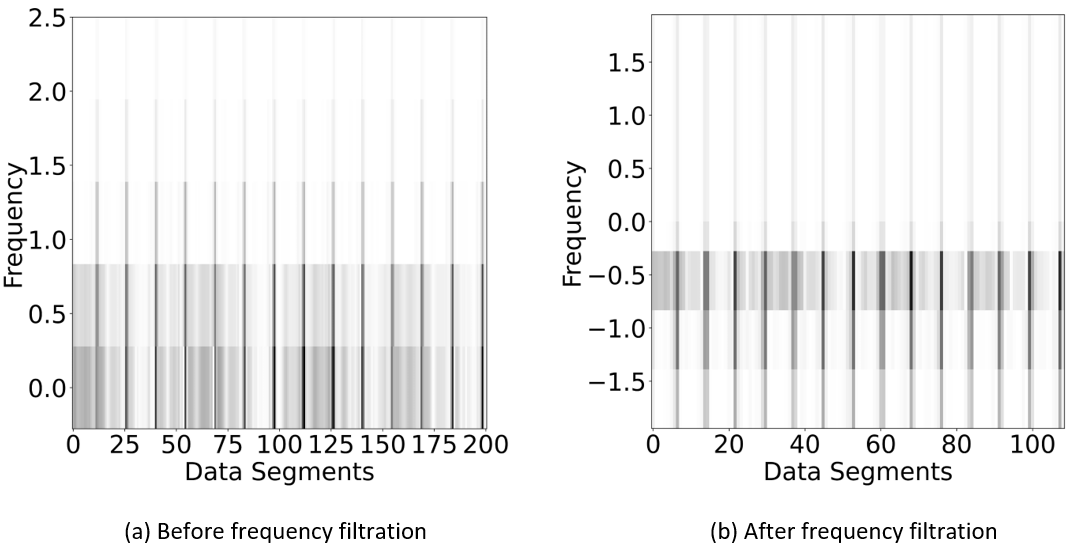 2.5
2.0
1.5
1.0
0.5
0.0
Frequency
0 25 50 75 100 125 150 175 200
Data Segments
(a) Before frequency filtration
1.5
1.0
0.5
0.0
−0.5
−1.0
−1.5
Frequency
0 20 40 60 80 100
Data Segments
(b) After frequency filtration